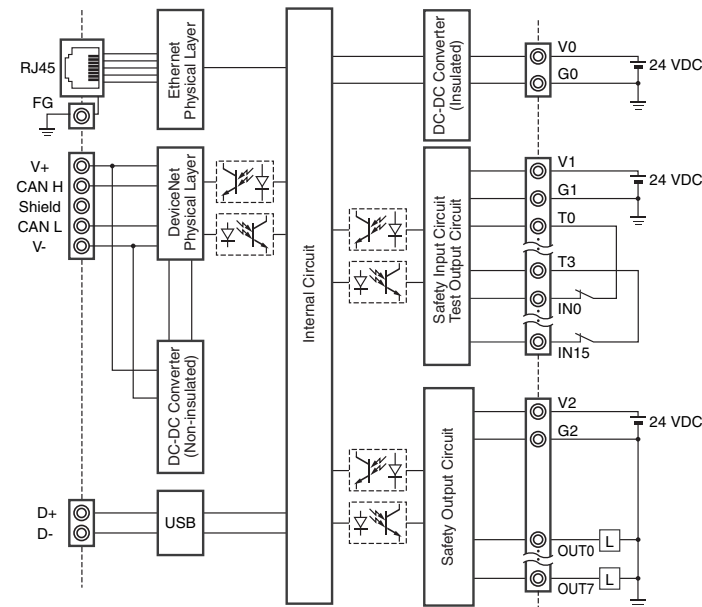 RJ45
FG
Ethernet
Physical Layer
V+
CAN H
Shield
CAN L
V-
DeviceNet
Physical Layer
DC-DC Converter
(Non-insulated)
D+
D-
USB
Internal Circuit
DC-DC Converter
(Insulated)
V0
G0
24 VDC
Safety Input Circuit
Test Output Circuit
V1
G1
T0
T3
IN0
IN15
24 VDC
Safety Output Circuit
V2
G2
24 VDC
OUT0
L
OUT7
L